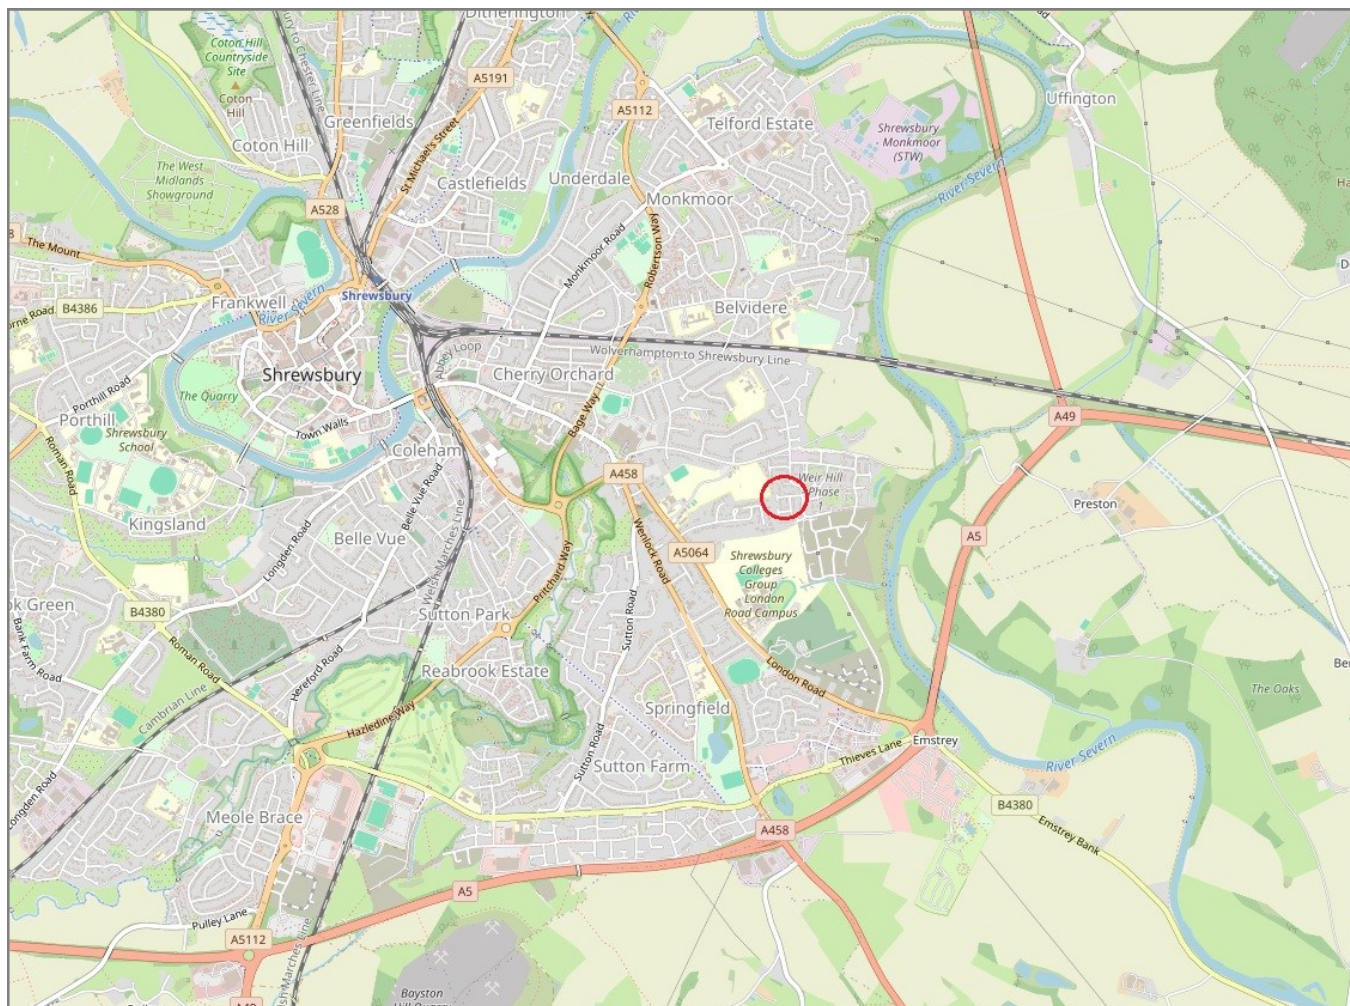 Ditherington
Coton Hill
Countryside
Site
Coton
Hill
A5191
A5112
Uffington
Greenfields
Telford Estate
Shrewsbury
Monkmoor
(STW)
Coton Hill
St Michael's Street
The West
Midlands
Showground
Castlefields
Underdale
River Severn
A528
Monkmoor
The Mount
Monkmoor Road
Robertson Way
Shrewsbury
Frankwell
River Severn
B4386
Belvidere
Abbey Loop
Wolverhampton to Shrewsbury Line
Shrewsbury
Cherry Orchard
The Quarry
Porthill Road
Porthill
Bage Way
A49
Town Walls
Shrewsbury
School
Coleham
Roman Road
A458
Weir Hill
Phase
1
Belle Vue Road
Preston
Kingsland
Longden Road
Belle Vue
Welsh Marches Line
Wenlock Road
A5
A5064
Shrewsbury
Colleges
Group
London
Road Campus
Pritchard Way
B4380
Sutton Park
Sutton Road
Bank Farm Road
Roman Road
Hereford Road
Reabrook Estate
London Road
The Oaks
Cambrian Line
Hazledine Way
Springfield
Emstrey
Thieves Lane
River Severn
Sutton Road
Sutton Farm
Longden Road
B4380
Meole Brace
Emstrey Bank
A458
A5
Pulley Lane
A5112
Welsh Marches Line
Bayston
Hill Quarry
A49